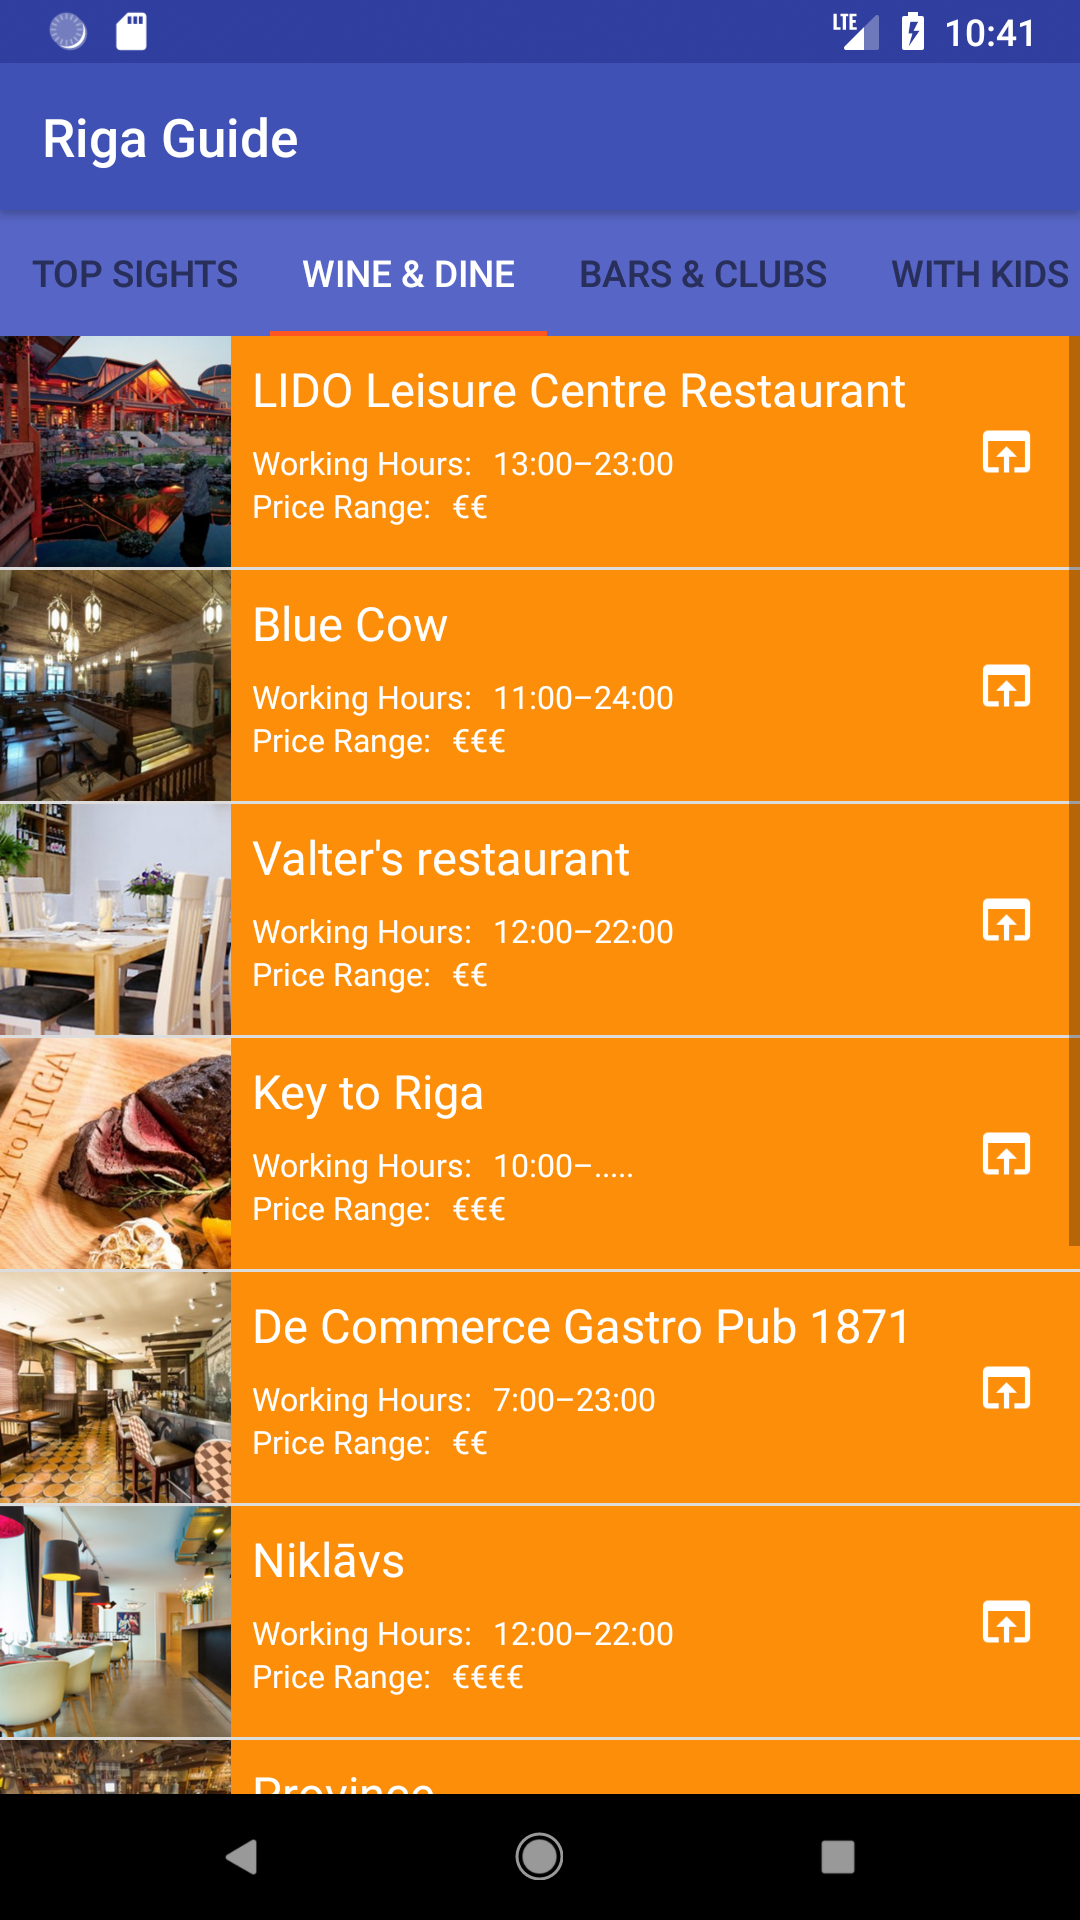 LTE 10:41
Riga Guide
TOP SIGHTS WINE & DINE BARS & CLUBS WITH KIDS
LIDO Leisure Centre Restaurant
Working Hours: 13:00–23:00
Price Range: €€
Blue Cow
Working Hours: 11:00–24:00
Price Range: €€€
Valter's restaurant
Working Hours: 12:00–22:00
Price Range: €€
Key to Riga
Working Hours: 10:00–.....
Price Range: €€€
KEY to RIGA
De Commerce Gastro Pub 1871
Working Hours: 7:00–23:00
Price Range: €€
Niklāvs
Working Hours: 12:00–22:00
Price Range: €€€€
Province